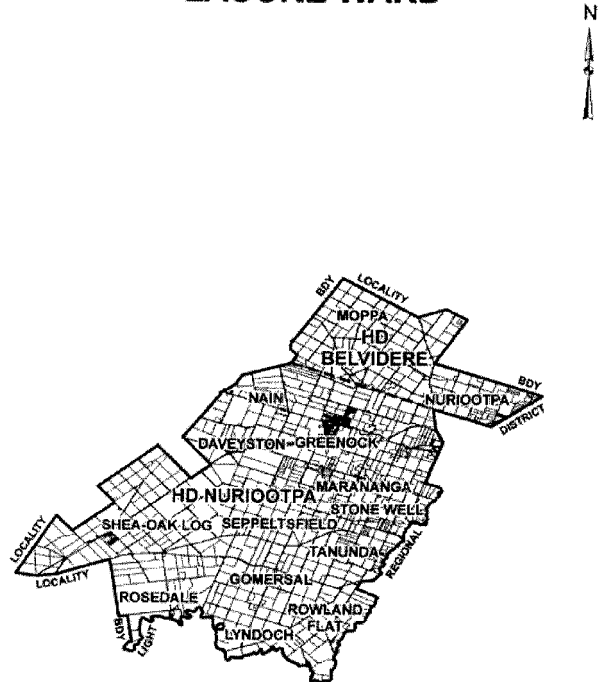 N
BDY
LOCALITY
MOPPA
HD
BELVIDERE
BDY
NURIOOTPA
DISTRICT
NAIN
DAVEYSTON
GREENOCK
HD NURIOOTPA
MARANANGA
STONE WELL
LOCALITY
SHEA-OAK LOG
SEPPELTSFIELD
TANUNDA
REGIONAL
LOCALITY
GOMERSAL
ROSEDALE
ROWLAND
FLAT
BDY
LIGHT
LYNDOCH